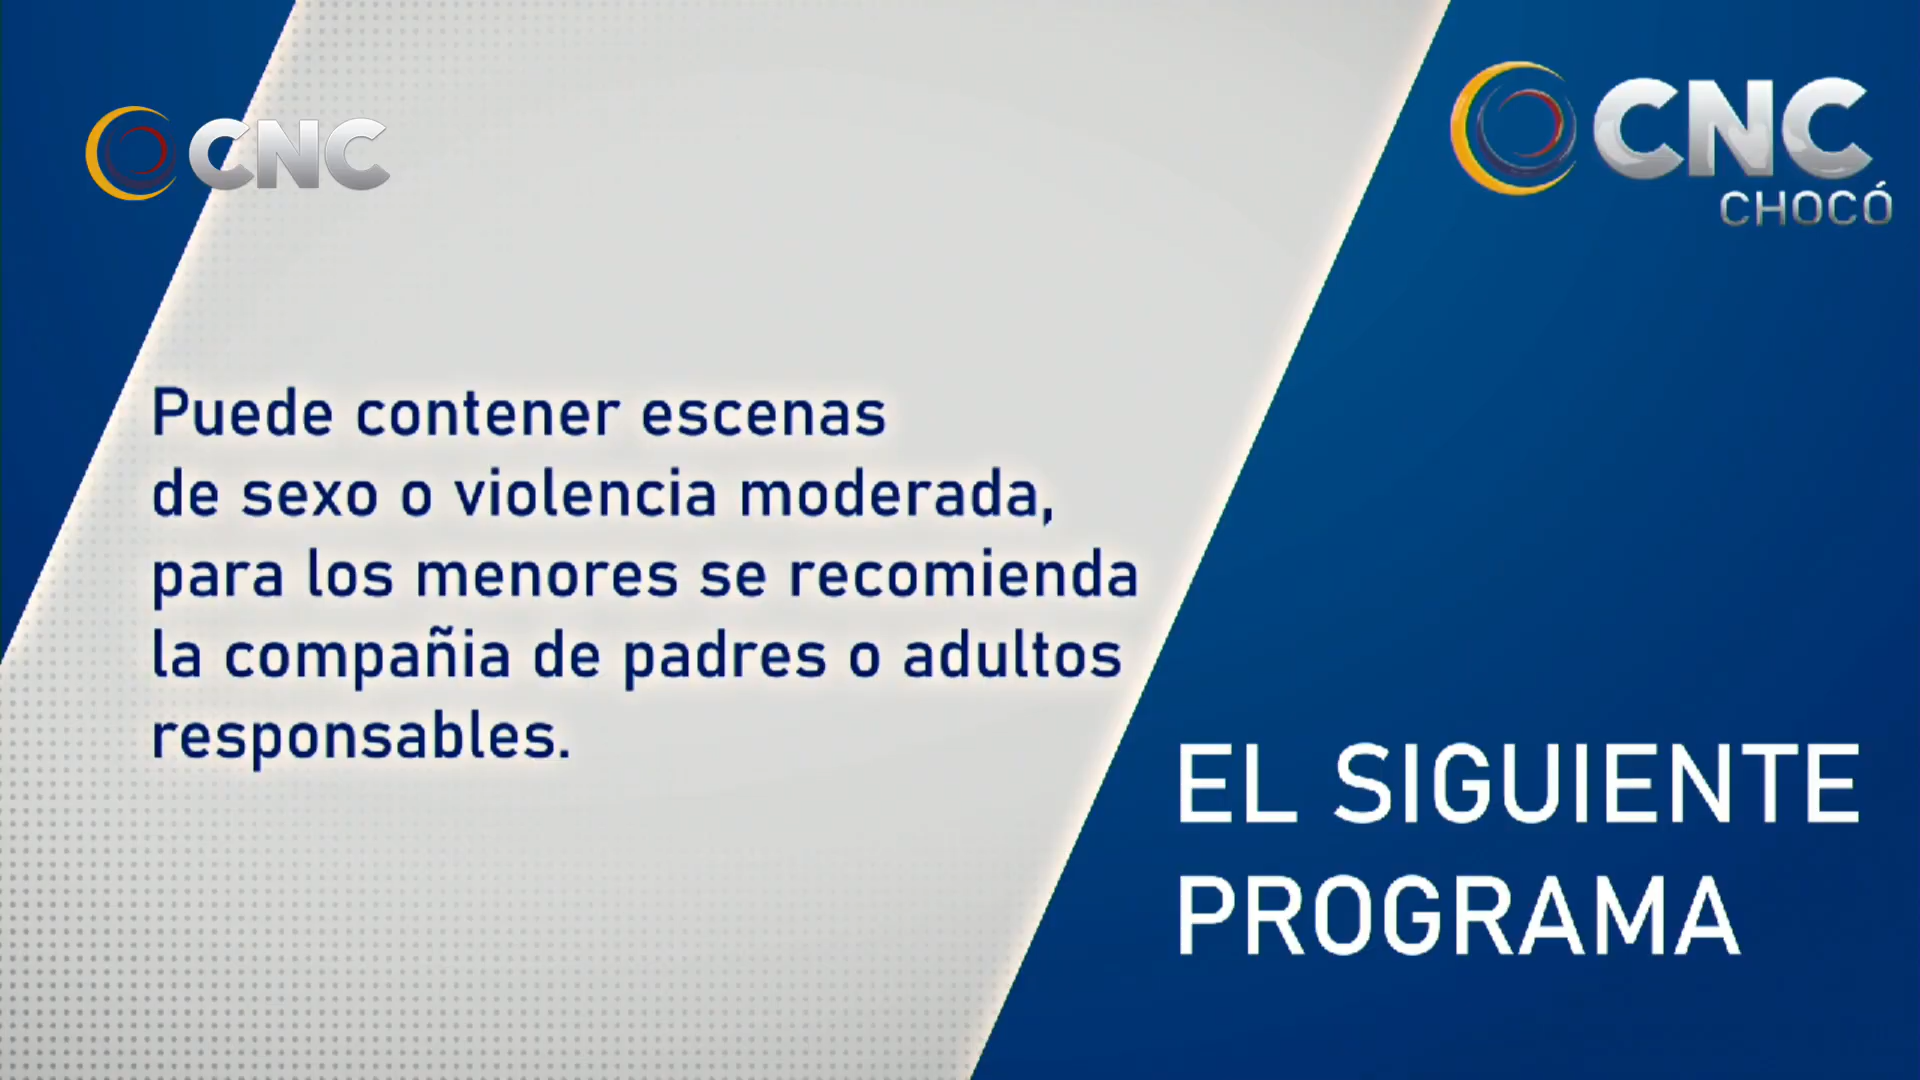 CNC
CNC
CHOCÓ
Puede contener escenas
de sexo o violencia moderada,
para los menores se recomienda
la compañia de padres o adultos
responsables.
EL SIGUIENTE
PROGRAMA